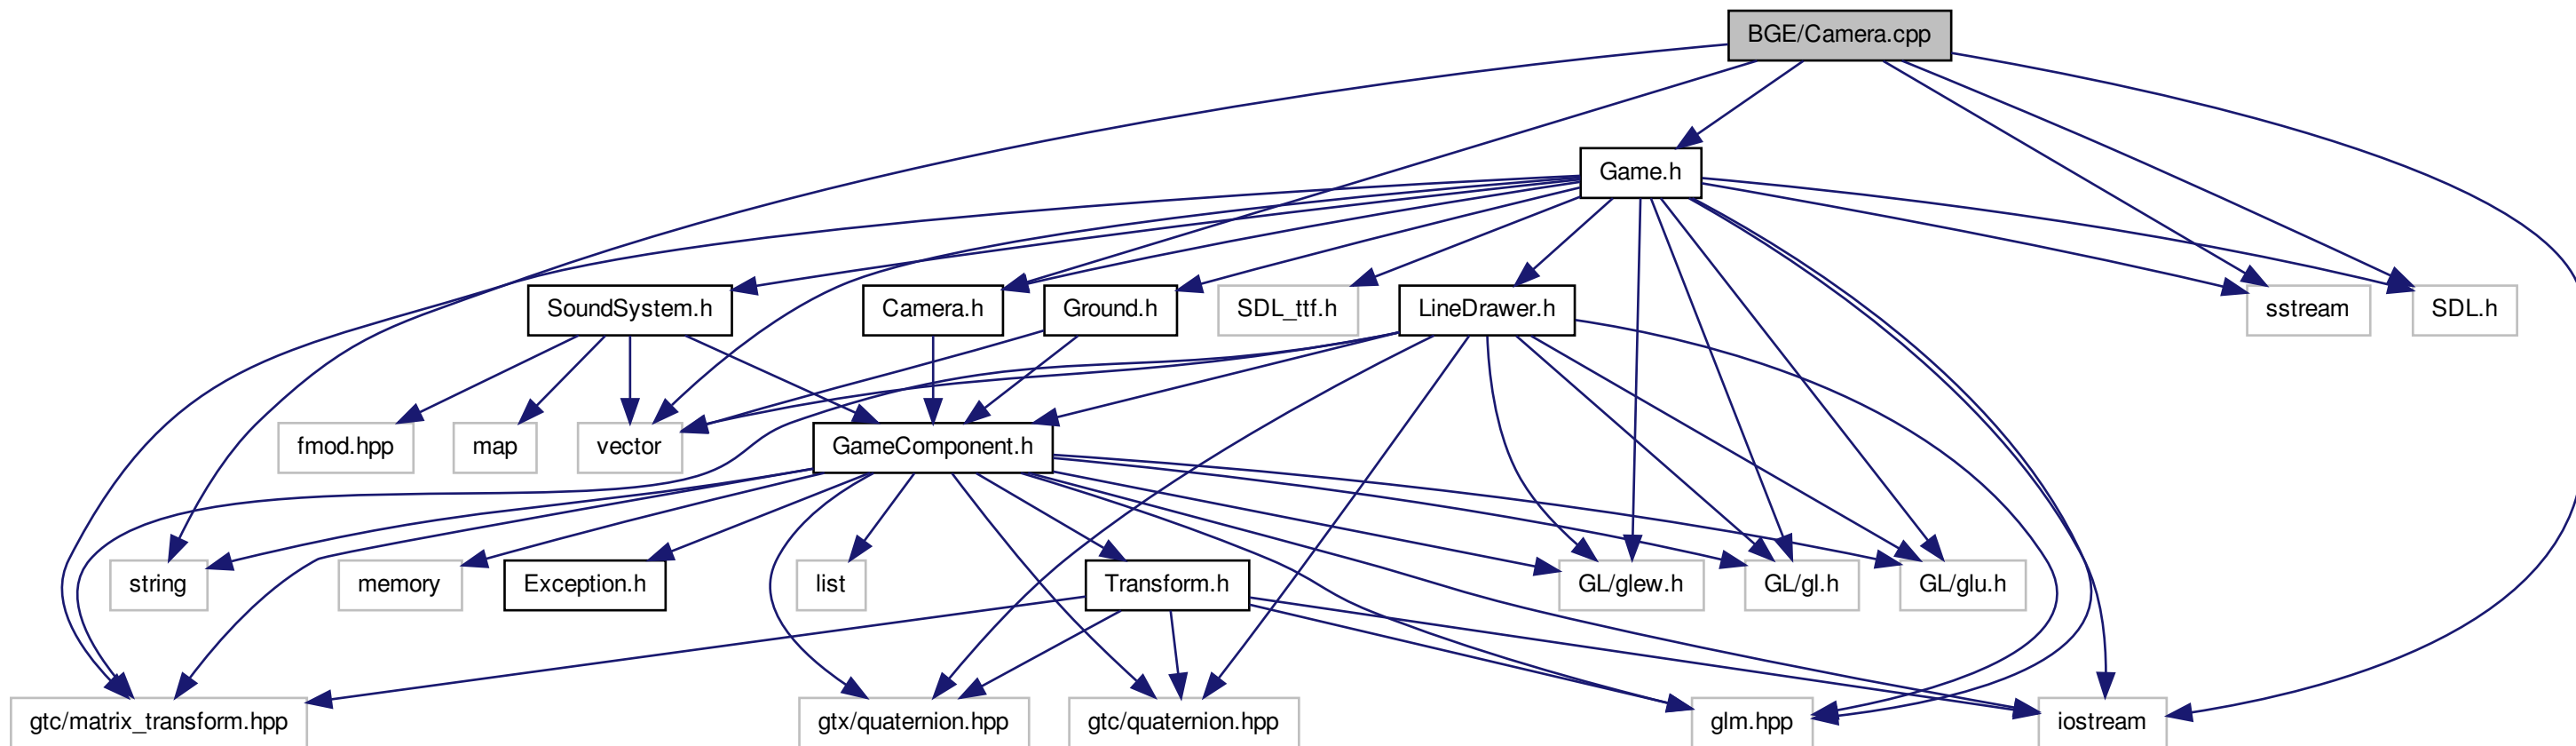 BGE/Camera.cpp
Game.h
SoundSystem.h
Camera.h
Ground.h
SDL_ttf.h
LineDrawer.h
sstream
SDL.h
fmod.hpp
map
vector
GameComponent.h
string
memory
Exception.h
list
Transform.h
GL/glew.h
GL/gl.h
GL/glu.h
gtc/matrix_transform.hpp
gtx/quaternion.hpp
gtc/quaternion.hpp
glm.hpp
iostream